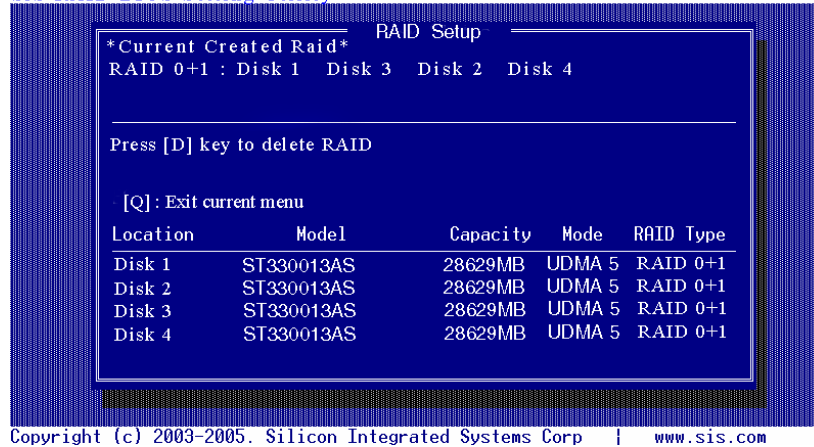 RAID Setup
*Current Created Raid*
RAID 0+1 : Disk 1 Disk 3 Disk 2 Disk 4
Press [D] key to delete RAID
[Q] : Exit current menu
Location Model Capacity Mode RAID Type
Disk 1 ST330013AS 28629MB UDMA 5 RAID 0+1
Disk 2 ST330013AS 28629MB UDMA 5 RAID 0+1
Disk 3 ST330013AS 28629MB UDMA 5 RAID 0+1
Disk 4 ST330013AS 28629MB UDMA 5 RAID 0+1
Copyright (c) 2003-2005. Silicon Integrated Systems Corp | www.sis.com